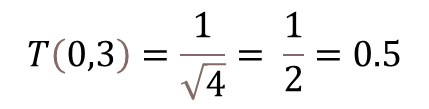 T(0,3) = 1/√4 = 1/2 = 0.5